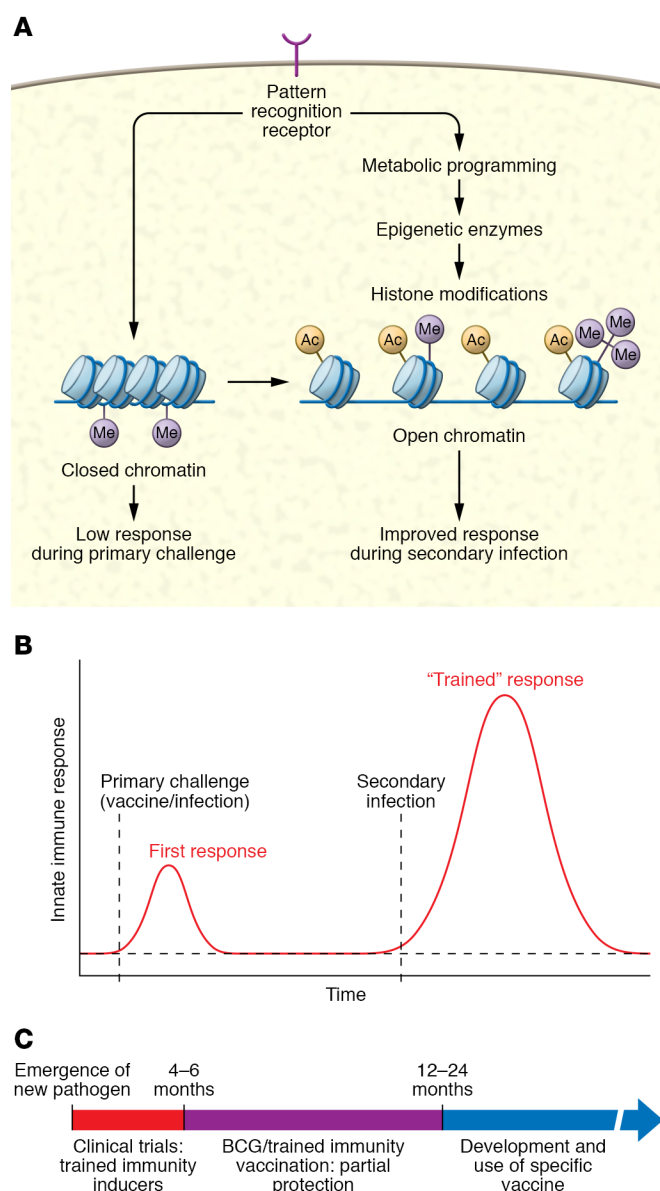 A
Pattern
recognition
receptor
Metabolic programming
Epigenetic enzymes
Histone modifications
Ac
Ac
Me
Ac
Ac
Me
Me
Me
Me
Me
Closed chromatin
Open chromatin
Low response
during primary challenge
Improved response
during secondary infection
B
Innate immune response
"Trained" response
Primary challenge
(vaccine/infection)
Secondary
infection
First response
Time
C
Emergence of
new pathogen
4–6
months
12–24
months
Clinical trials:
trained immunity
inducers
BCG/trained immunity
vaccination: partial
protection
Development and
use of specific
vaccine